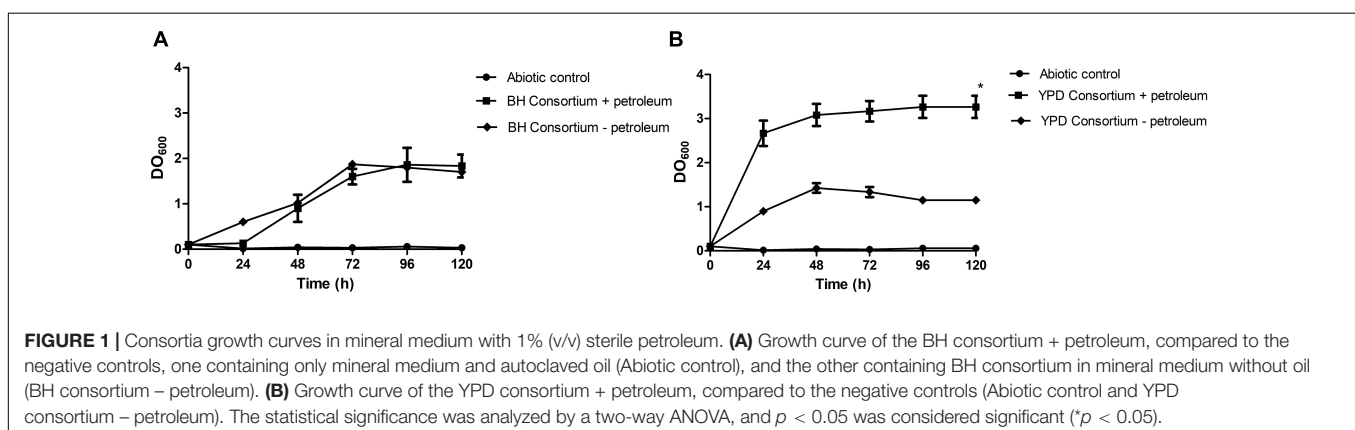 A
4
3
2
1
0
DO600
0 24 48 72 96 120
Time (h)
Abiotic control
BH Consortium + petroleum
BH Consortium - petroleum
B
4
3
2
1
0
DO600
0 24 48 72 96 120
Time (h)
*
Abiotic control
YPD Consortium + petroleum
YPD Consortium - petroleum
FIGURE 1 | Consortia growth curves in mineral medium with 1% (v/v) sterile petroleum. (A) Growth curve of the BH consortium + petroleum, compared to the
negative controls, one containing only mineral medium and autoclaved oil (Abiotic control), and the other containing BH consortium in mineral medium without oil
(BH consortium – petroleum). (B) Growth curve of the YPD consortium + petroleum, compared to the negative controls (Abiotic control and YPD
consortium – petroleum). The statistical significance was analyzed by a two-way ANOVA, and p < 0.05 was considered significant (*p < 0.05).